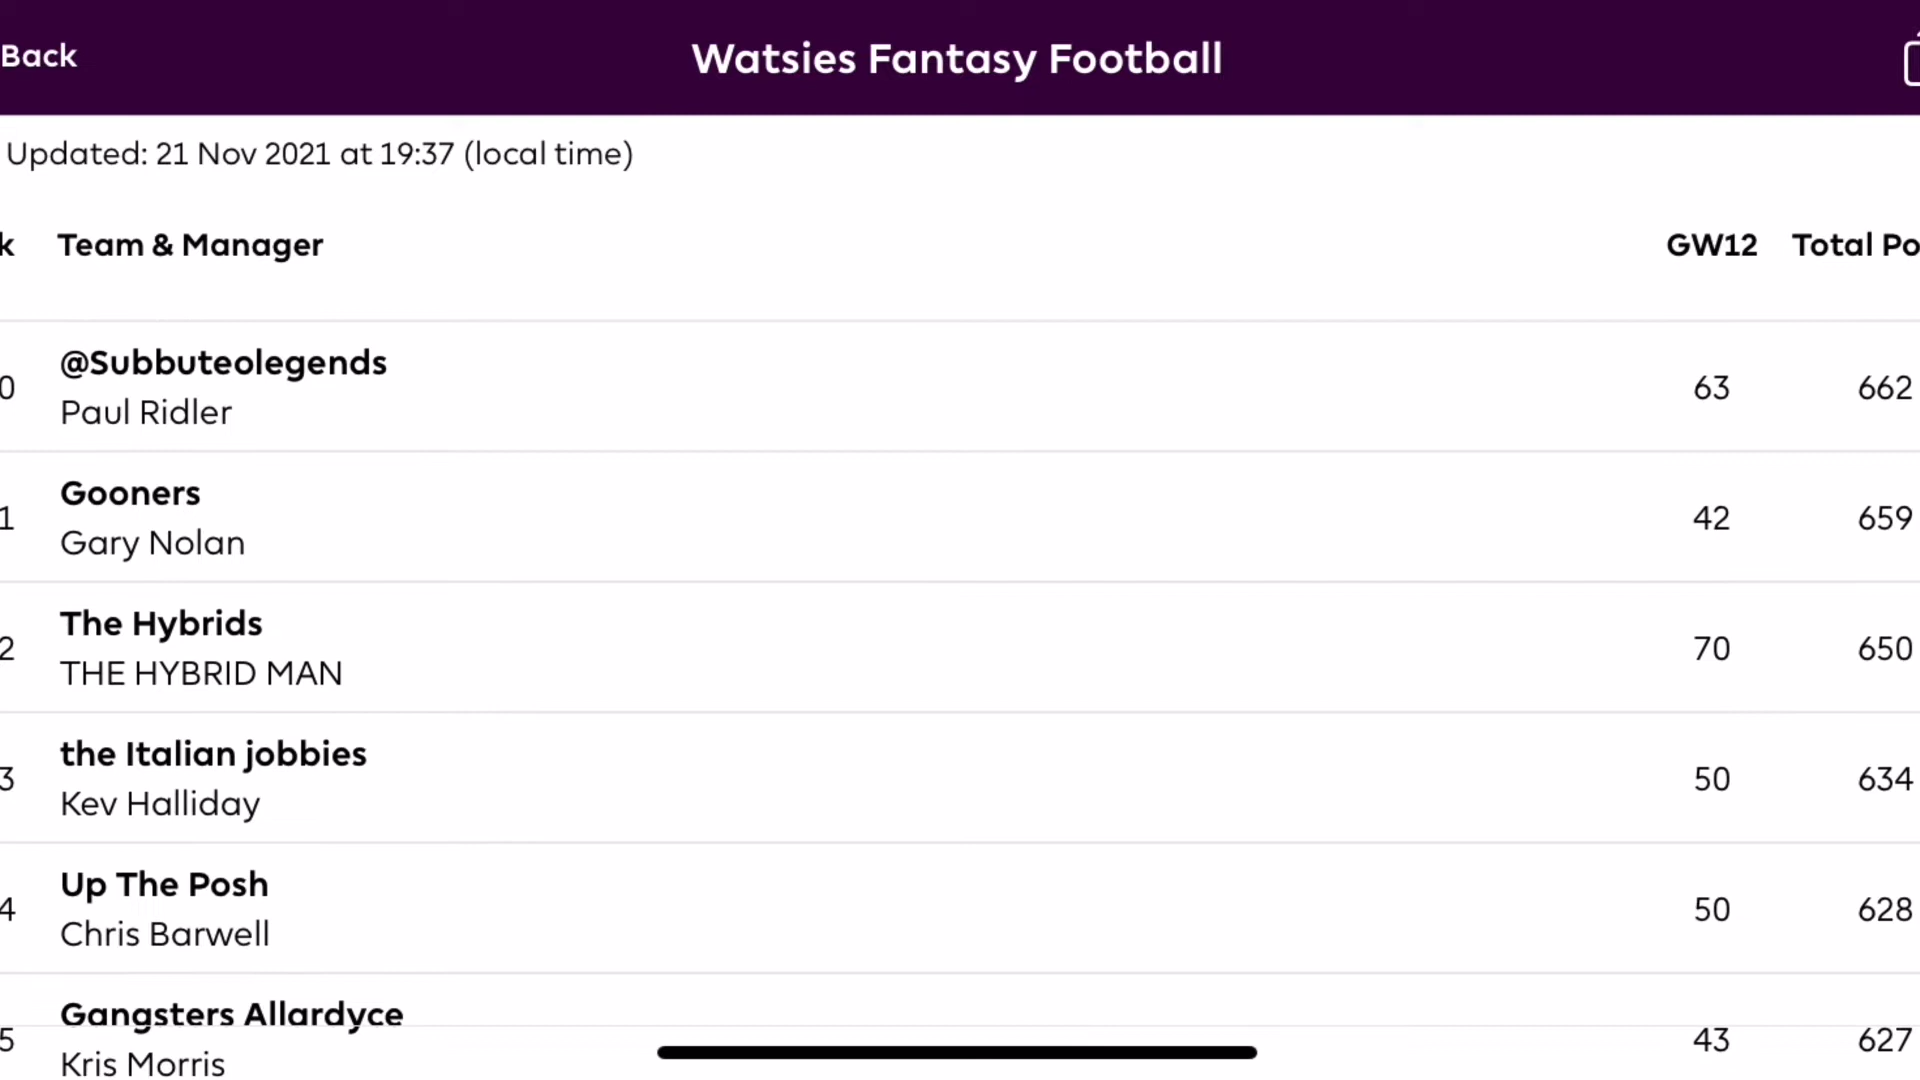 Back
Watsies Fantasy Football
Updated: 21 Nov 2021 at 19:37 (local time)
k Team & Manager GW12 Total Po
0 @Subbuteolegends 63 662
Paul Ridler
1 Gooners 42 659
Gary Nolan
2 The Hybrids 70 650
THE HYBRID MAN
3 the Italian jobbies 50 634
Kev Halliday
4 Up The Posh 50 628
Chris Barwell
5 Gangsters Allardyce 43 627
Kris Morris